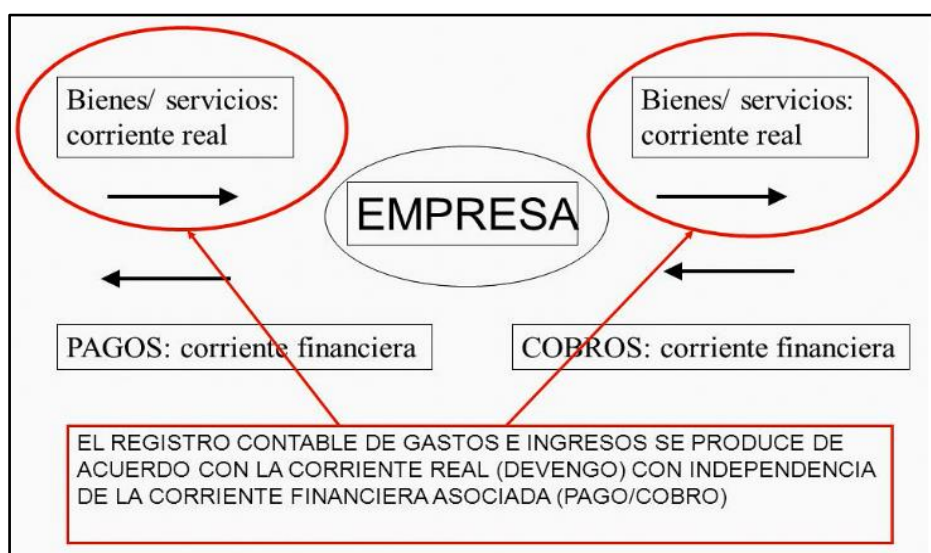 Bienes/ servicios:
corriente real
Bienes/ servicios:
corriente real
EMPRESA
PAGOS: corriente financiera
COBROS: corriente financiera
EL REGISTRO CONTABLE DE GASTOS E INGRESOS SE PRODUCE DE
ACUERDO CON LA CORRIENTE REAL (DEVENGO) CON INDEPENDENCIA
DE LA CORRIENTE FINANCIERA ASOCIADA (PAGO/COBRO)